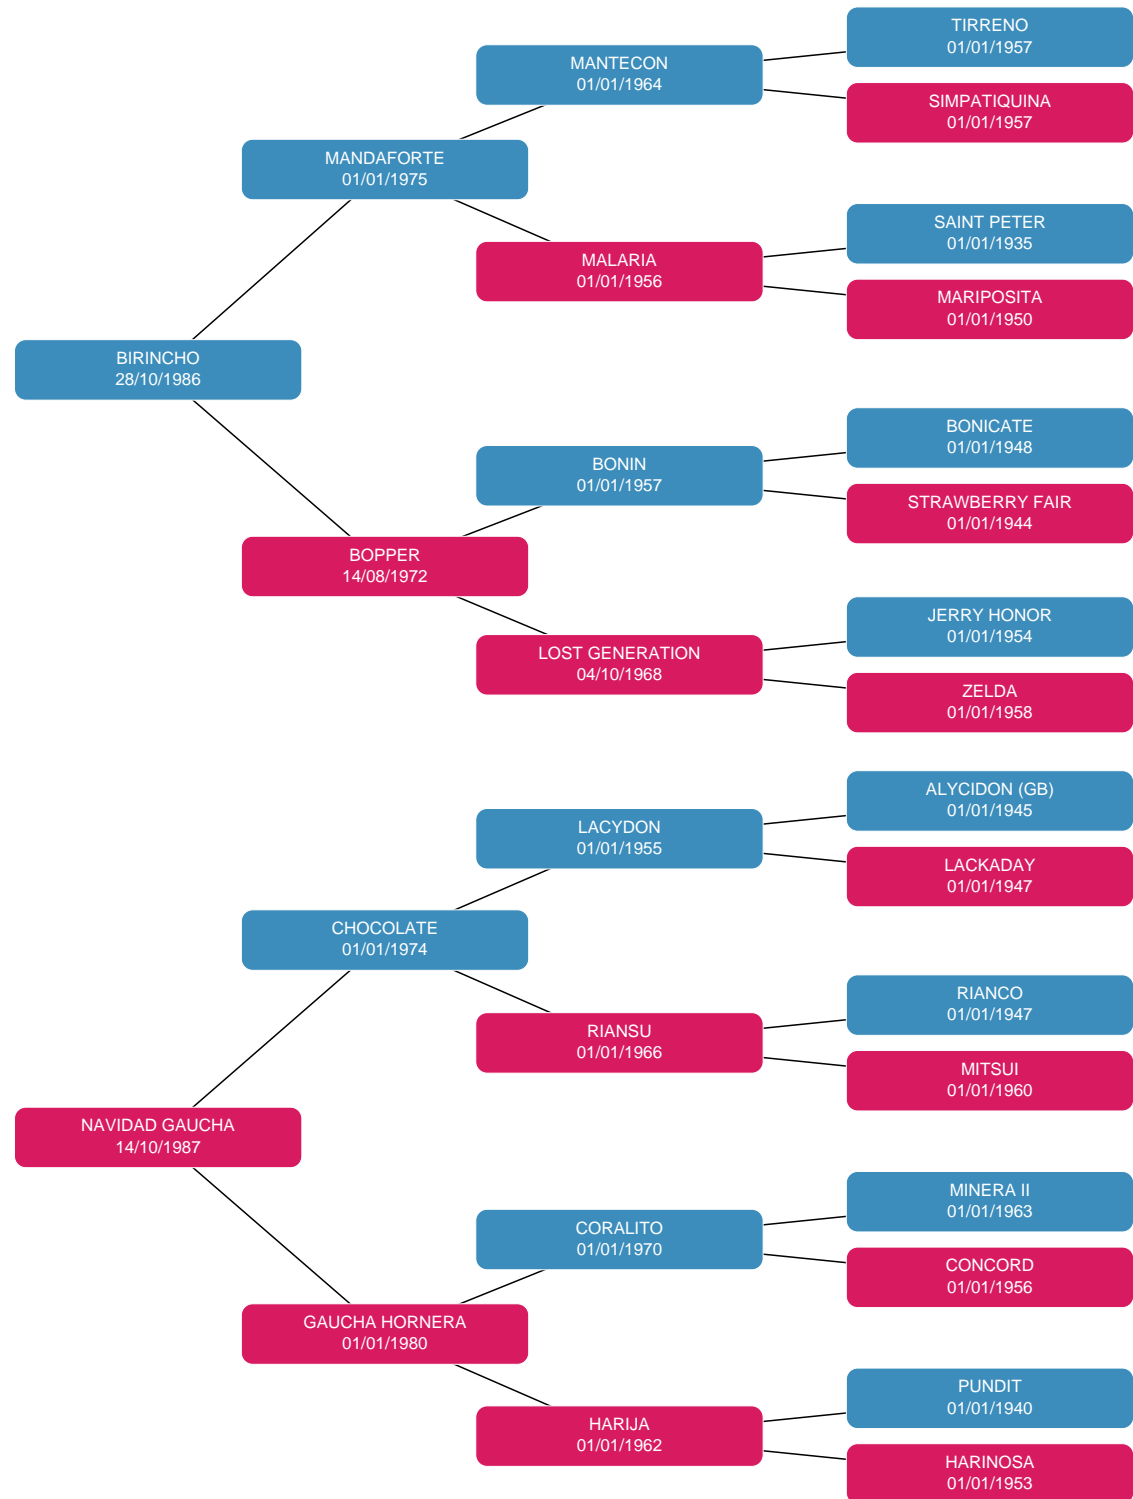 TIRRENO
01/01/1957
MANTECON
01/01/1964
SIMPATIQUINA
01/01/1957
MANDAFORTE
01/01/1975
SAINT PETER
01/01/1935
MALARIA
01/01/1956
MARIPOSITA
01/01/1950
BIRINCHO
28/10/1986
BONICATE
01/01/1948
BONIN
01/01/1957
STRAWBERRY FAIR
01/01/1944
BOPPER
14/08/1972
JERRY HONOR
01/01/1954
LOST GENERATION
04/10/1968
ZELDA
01/01/1958
ALYCIDON (GB)
01/01/1945
LACYDON
01/01/1955
LACKADAY
01/01/1947
CHOCOLATE
01/01/1974
RIANCO
01/01/1947
RIANSU
01/01/1966
MITSUI
01/01/1960
NAVIDAD GAUCHA
14/10/1987
MINERA II
01/01/1963
CORALITO
01/01/1970
CONCORD
01/01/1956
GAUCHA HORNERA
01/01/1980
PUNDIT
01/01/1940
HARIJA
01/01/1962
HARINOSA
01/01/1953